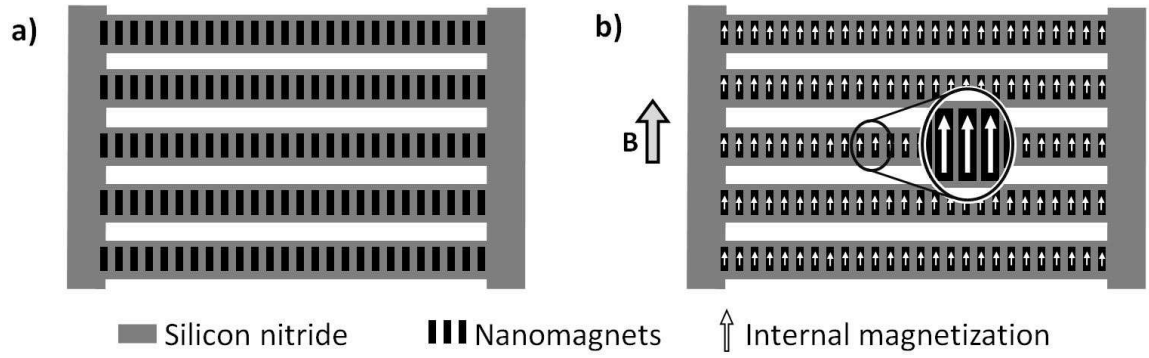 a)
b)
B
Silicon nitride
Nanomagnets
Internal magnetization